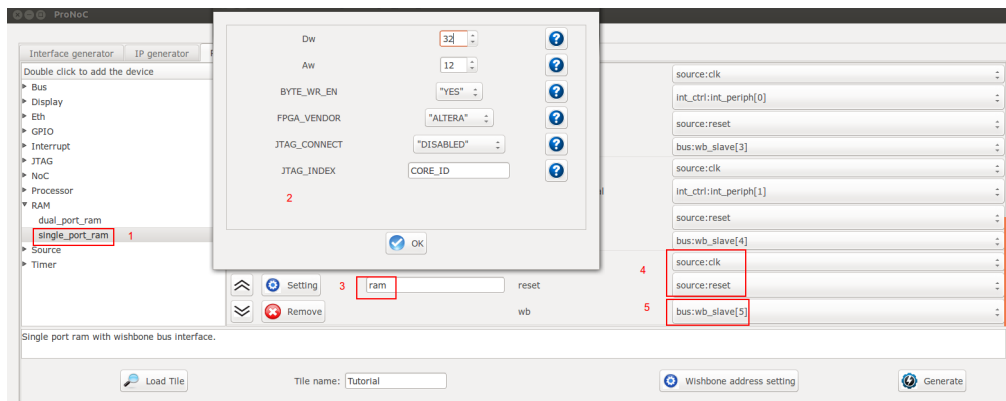 ProNoC
Interface generator
IP generator
Double click to add the device
Bus
Display
Eth
GPIO
Interrupt
JTAG
NoC
Processor
RAM
dual_port_ram
single_port_ram
1
Source
Timer
Dw
32
Aw
12
BYTE_WR_EN
"YES"
FPGA_VENDOR
"ALTERA"
JTAG_CONNECT
"DISABLED"
JTAG_INDEX
CORE_ID
2
OK
source:clk
int_ctrl:int_periph[0]
source:reset
bus:wb_slave[3]
source:clk
int_ctrl:int_periph[1]
source:reset
bus:wb_slave[4]
4
source:clk
Setting
3
ram
reset
source:reset
Remove
wb
5
bus:wb_slave[5]
Single port ram with wishbone bus interface.
Load Tile
Tile name:
Tutorial
Wishbone address setting
Generate